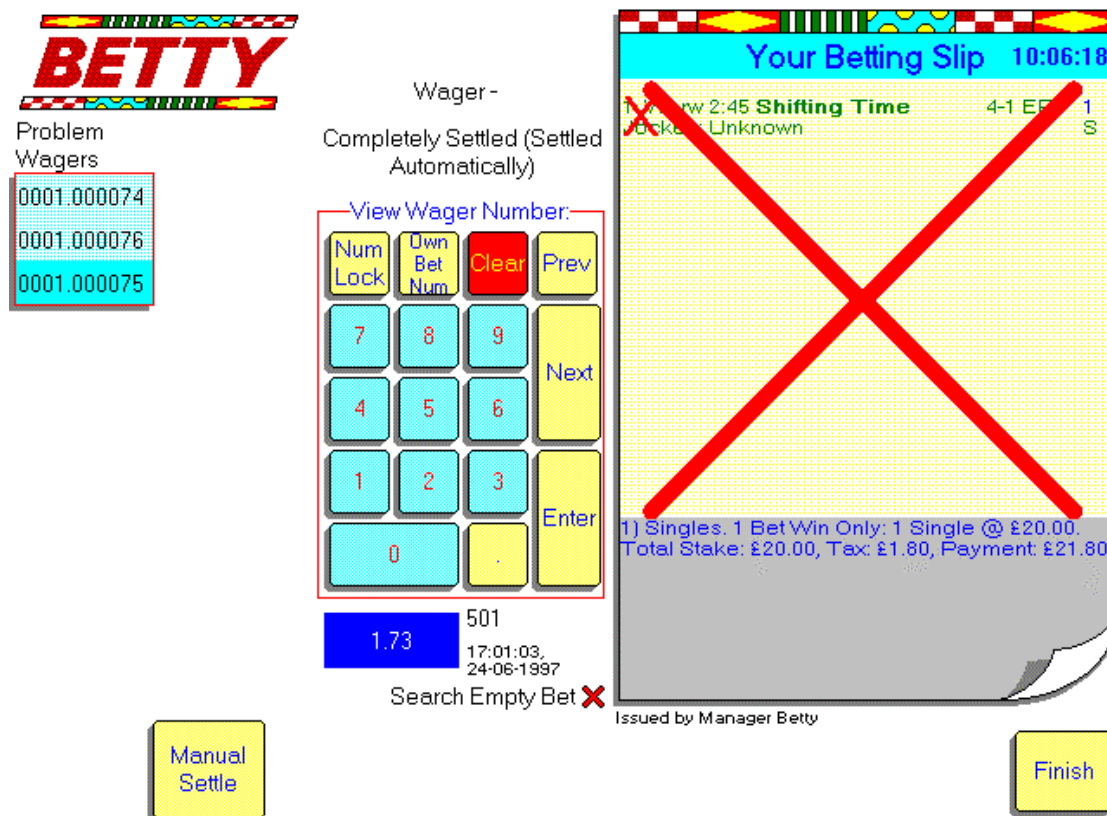 BETTY
Problem
Wagers
0001.000074
0001.000076
0001.000075
Wager -
Completely Settled (Settled
Automatically)
View Wager Number:
Num
Lock
Own
Bet
Num
Clear
Prev
7
8
9
Next
4
5
6
1
2
3
Enter
0
.
1.73
501
17:01:03,
24-06-1997
Search Empty Bet
Manual
Settle
Your Betting Slip 10:06:18
2:45 Shifting Time 4-1 1
Unknown S
1) Singles. 1 Bet Win Only: 1 Single @ £20.00.
Total Stake: £20.00, Tax: £1.80, Payment: £21.80
Issued by Manager Betty
Finish